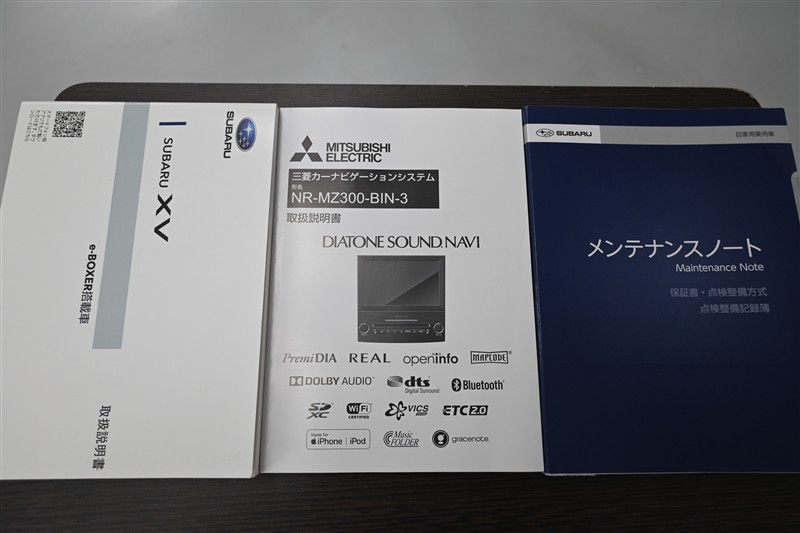 SUBARU
SUBARU XV
e-BOXER搭載車
取扱説明書
MITSUBISHI
ELECTRIC
三菱カーナビゲーションシステム
形名
NR-MZ300-BIN-3
取扱説明書
DIATONE SOUND.NAVI
PremiDIA REAL openinfo MAPCODE
DOLBY AUDIO dts Digital Surround Bluetooth
SD XC Wi Fi CERTIFIED VICS ETC2.0
Made for
iPhone | iPod
Music FOLDER gracenote
SUBARU
自家用乗用車
メンテナンスノート
Maintenance Note
保証書・点検整備方式
点検整備記録簿